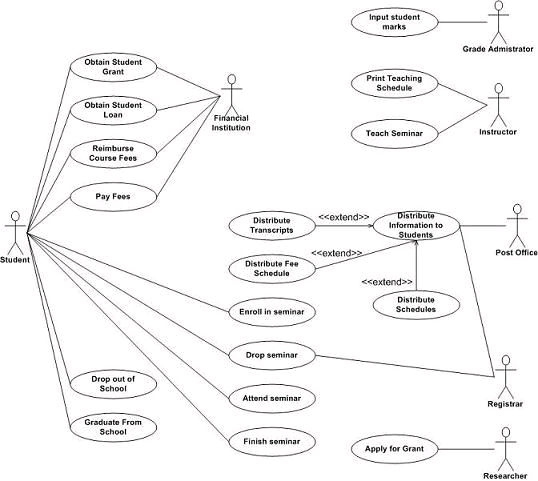 Input student
marks
Grade Admistrator
Obtain Student
Grant
Print Teaching
Schedule
Obtain Student
Loan
Financial
Institution
Teach Seminar
Instructor
Reimburse
Course Fees
Pay Fees
Distribute
Transcripts
<<extend>>
Distribute
Information to
Students
Post Office
Student
Distribute Fee
Schedule
<<extend>>
<<extend>>
Distribute
Schedules
Enroll in seminar
Drop seminar
Drop out of
School
Attend seminar
Registrar
Graduate From
School
Finish seminar
Apply for Grant
Researcher